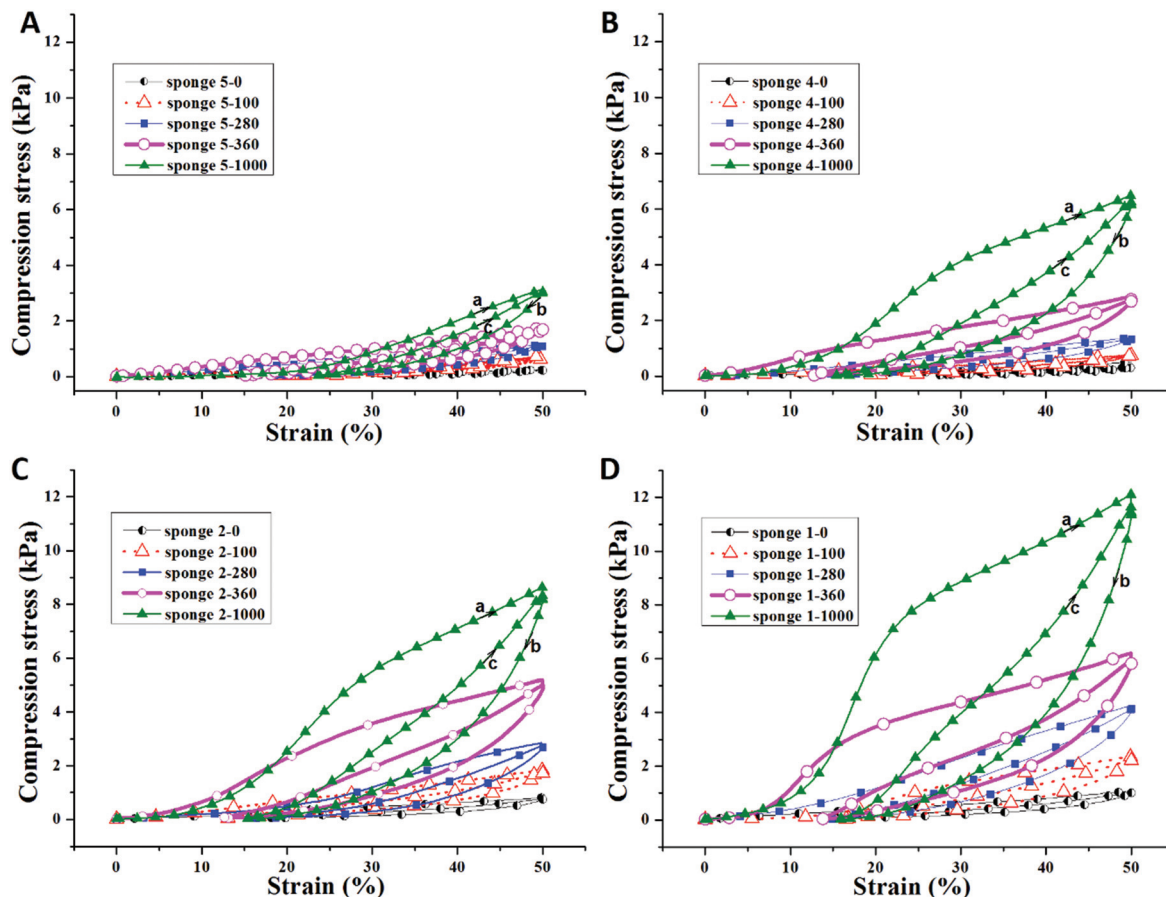 A
Compression stress (kPa)
12
10
8
6
4
2
0
sponge 5-0
sponge 5-100
sponge 5-280
sponge 5-360
sponge 5-1000
a
b
c
0 10 20 30 40 50
Strain (%)
B
Compression stress (kPa)
12
10
8
6
4
2
0
sponge 4-0
sponge 4-100
sponge 4-280
sponge 4-360
sponge 4-1000
a
b
c
0 10 20 30 40 50
Strain (%)
C
Compression stress (kPa)
12
10
8
6
4
2
0
sponge 2-0
sponge 2-100
sponge 2-280
sponge 2-360
sponge 2-1000
a
b
c
0 10 20 30 40 50
Strain (%)
D
Compression stress (kPa)
12
10
8
6
4
2
0
sponge 1-0
sponge 1-100
sponge 1-280
sponge 1-360
sponge 1-1000
a
b
c
0 10 20 30 40 50
Strain (%)